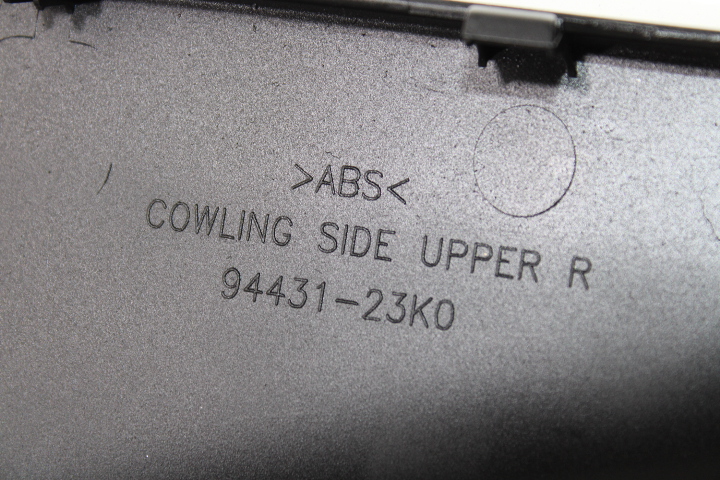 >ABS<
COWLING SIDE UPPER R
94431-23K0